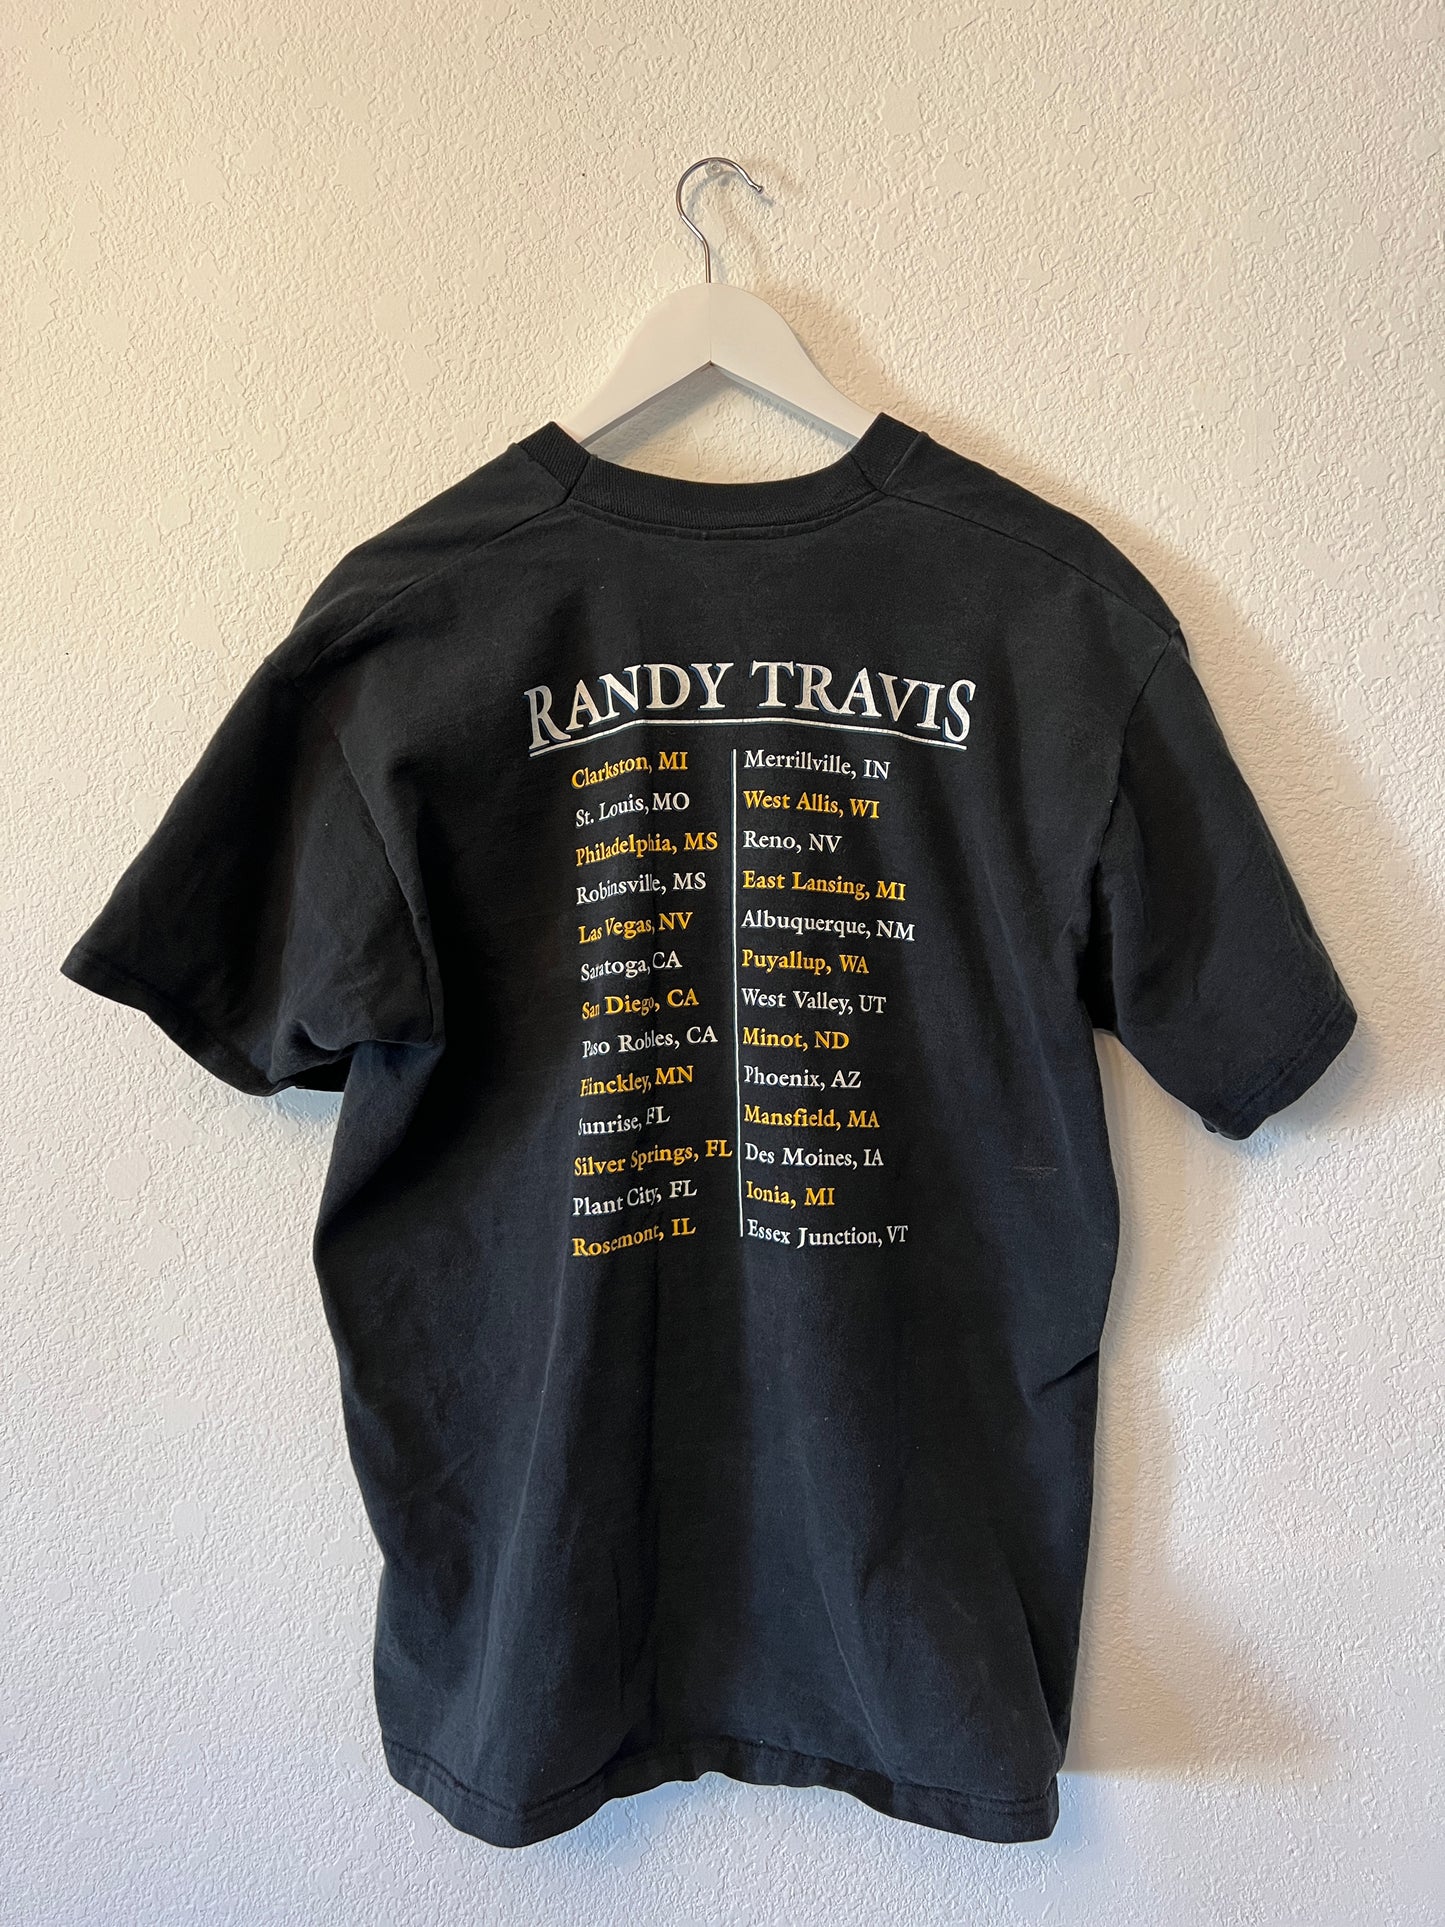 RANDY TRAVIS
Clarkston, MI
St. Louis, MO
Philadelphia, MS
Robinsville, MS
Las Vegas, NV
Saratoga, CA
San Diego, CA
Paso Robles, CA
Hinckley, MN
Sunrise, FL
Silver Springs, FL
Plant City, FL
Rosemont, IL
Merrillville, IN
West Allis, WI
Reno, NV
East Lansing, MI
Albuquerque, NM
Puyallup, WA
West Valley, UT
Minot, ND
Phoenix, AZ
Mansfield, MA
Des Moines, IA
Ionia, MI
Essex Junction, VT